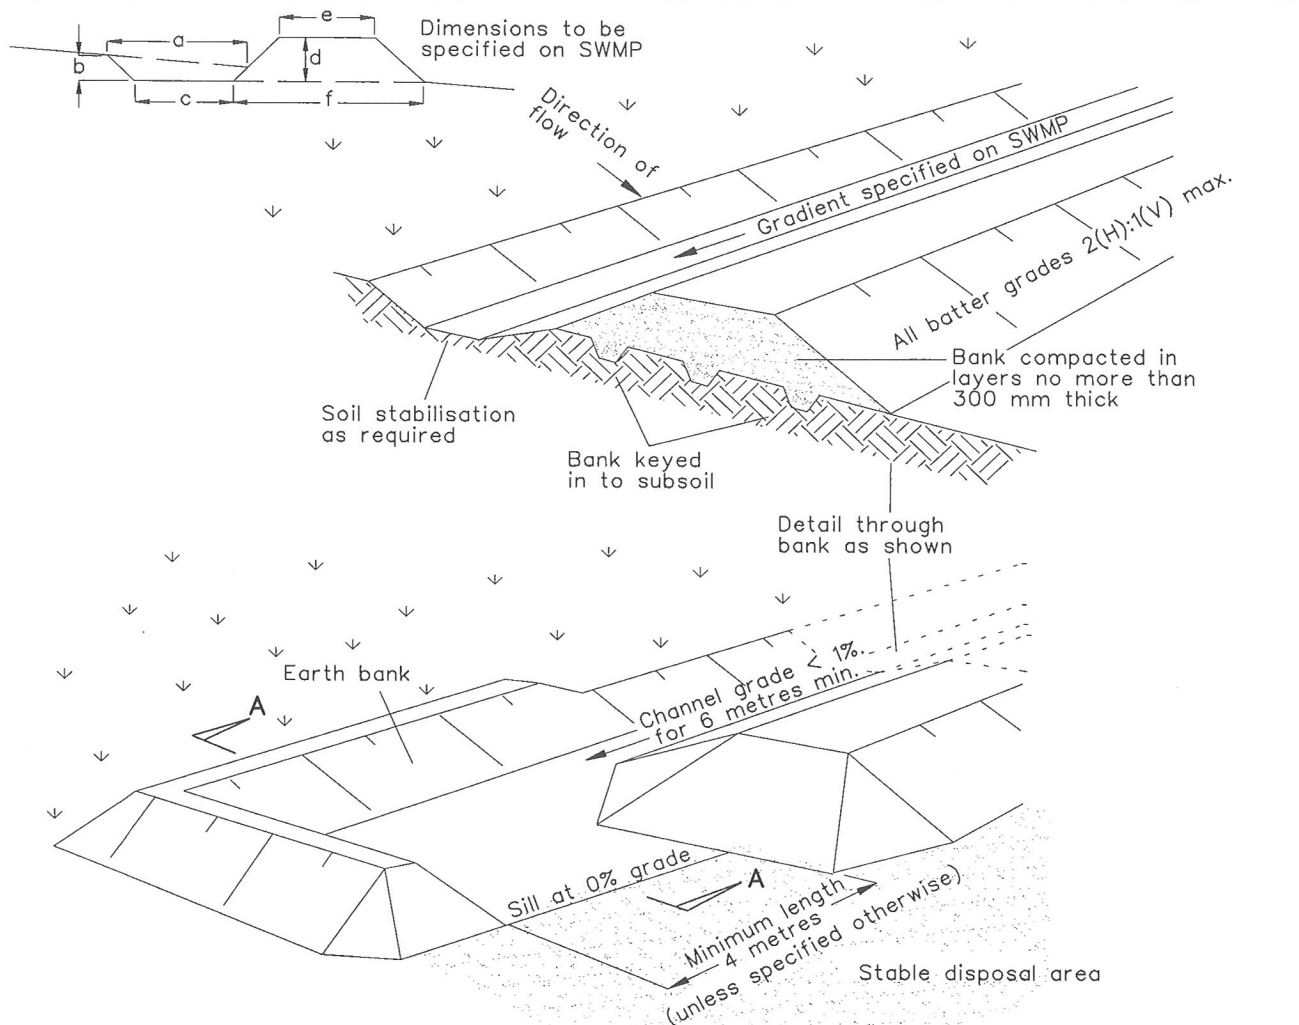 e
Dimensions to be
specified on SWMP
a
b
d
c
f
Direction of
flow
Gradient specified on SWMP
All batter grades 2(H):1(V) max.
Bank compacted in
layers no more than
300 mm thick
Soil stabilisation
as required
Bank keyed
in to subsoil
Detail through
bank as shown
Earth bank
A
Channel grade < 1%.
for 6 metres min.
Sill at 0% grade
A
Minimum length
4 metres
(unless specified otherwise)
Stable disposal area